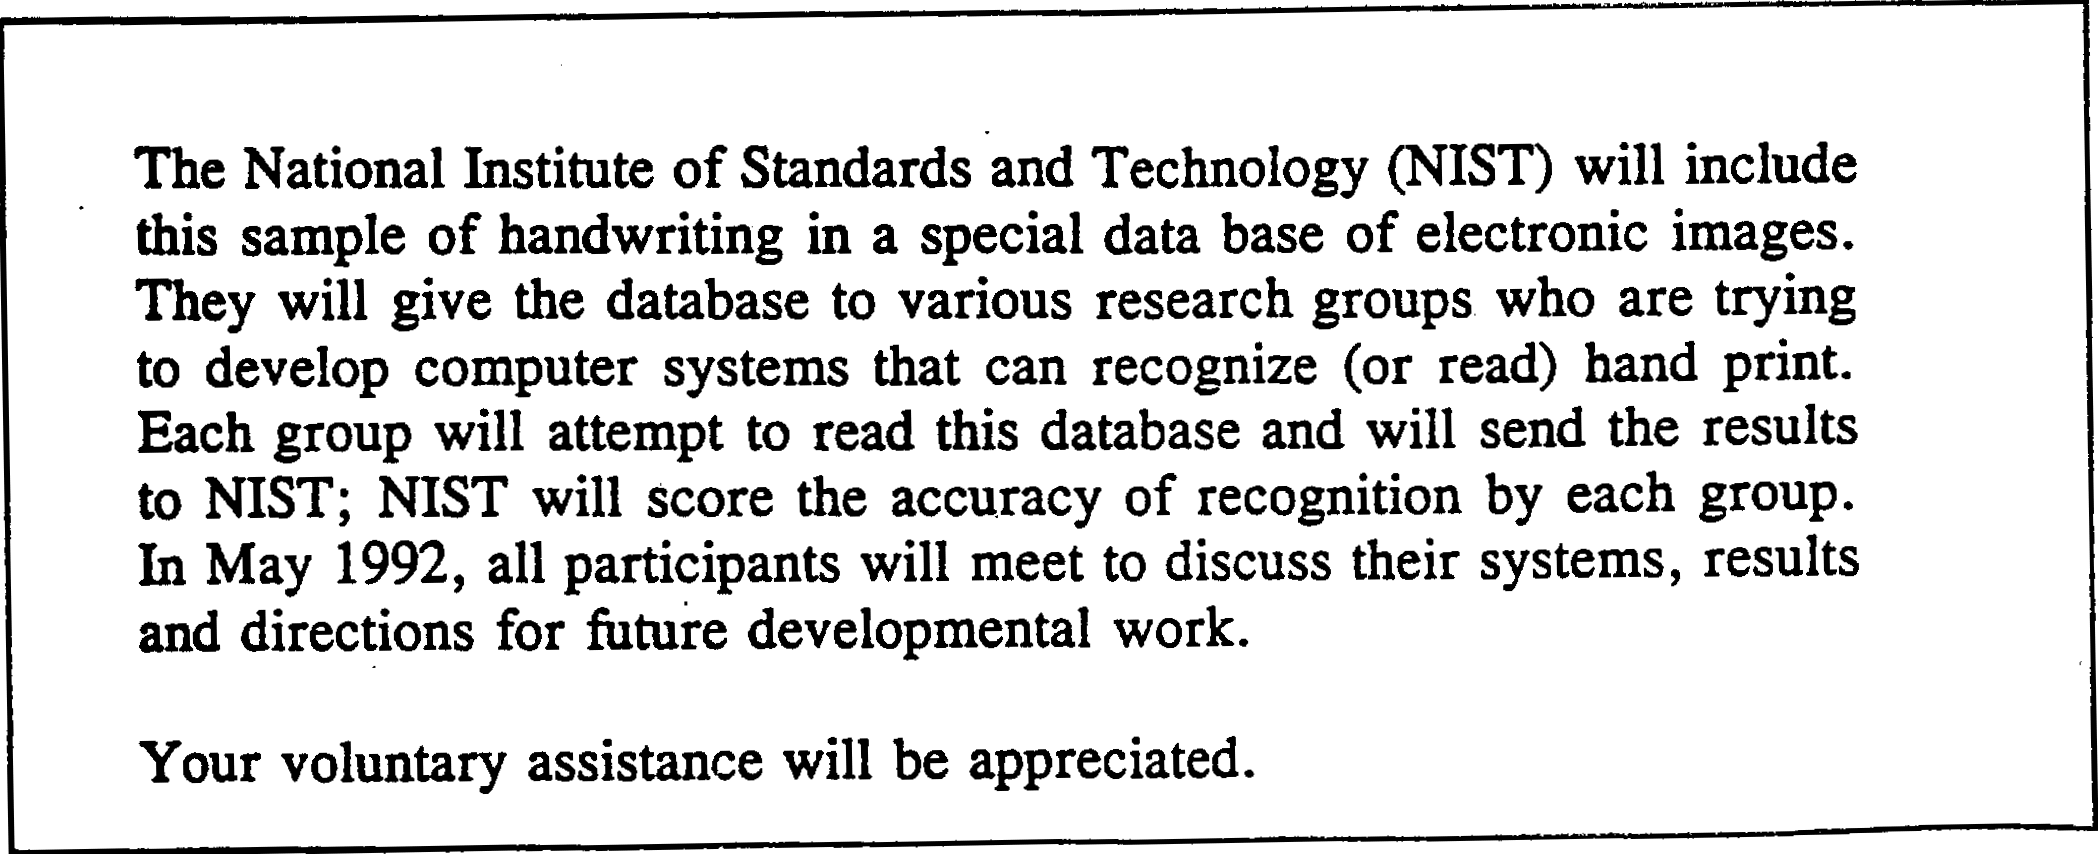 The National Institute of Standards and Technology (NIST) will include
this sample of handwriting in a special data base of electronic images.
They will give the database to various research groups who are trying
to develop computer systems that can recognize (or read) hand print.
Each group will attempt to read this database and will send the results
to NIST; NIST will score the accuracy of recognition by each group.
In May 1992, all participants will meet to discuss their systems, results
and directions for future developmental work.
Your voluntary assistance will be appreciated.